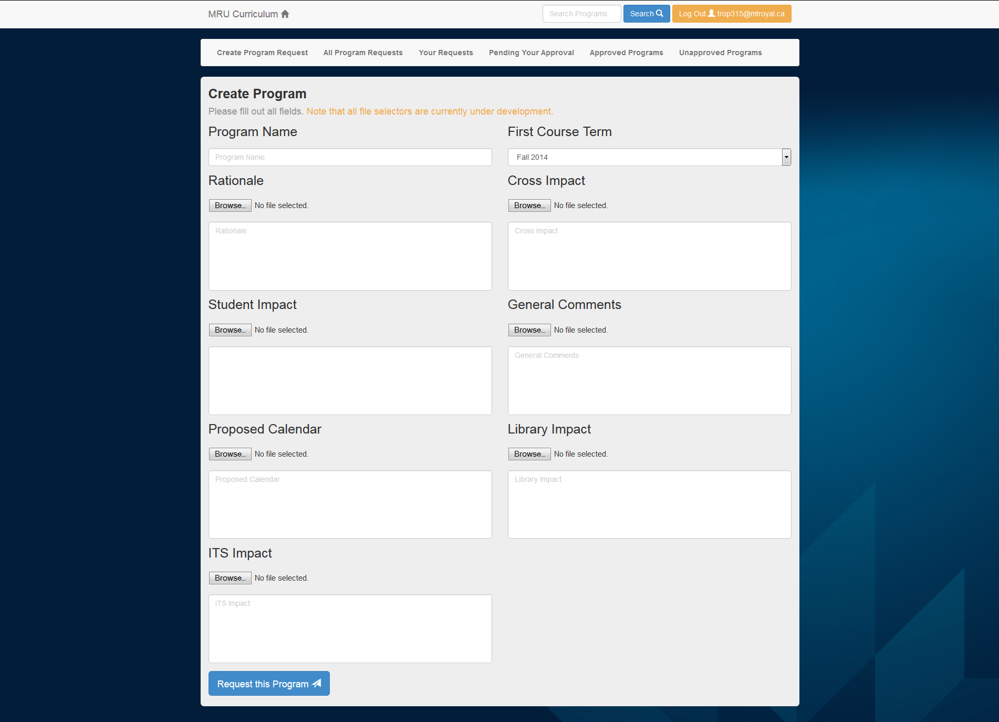 MRU Curriculum
Search Programs
Search
Log Out trop315@mtroyal.ca
Create Program Request
All Program Requests
Your Requests
Pending Your Approval
Approved Programs
Unapproved Programs
Create Program
Please fill out all fields. Note that all file selectors are currently under development.
Program Name
First Course Term
Program Name
Fall 2014
Rationale
Cross Impact
Browse... No file selected.
Browse... No file selected.
Rationale
Cross Impact
Student Impact
General Comments
Browse... No file selected.
Browse... No file selected.
General Comments
Proposed Calendar
Library Impact
Browse... No file selected.
Browse... No file selected.
Proposed Calendar
Library Impact
ITS Impact
Browse... No file selected.
ITS Impact
Request this Program